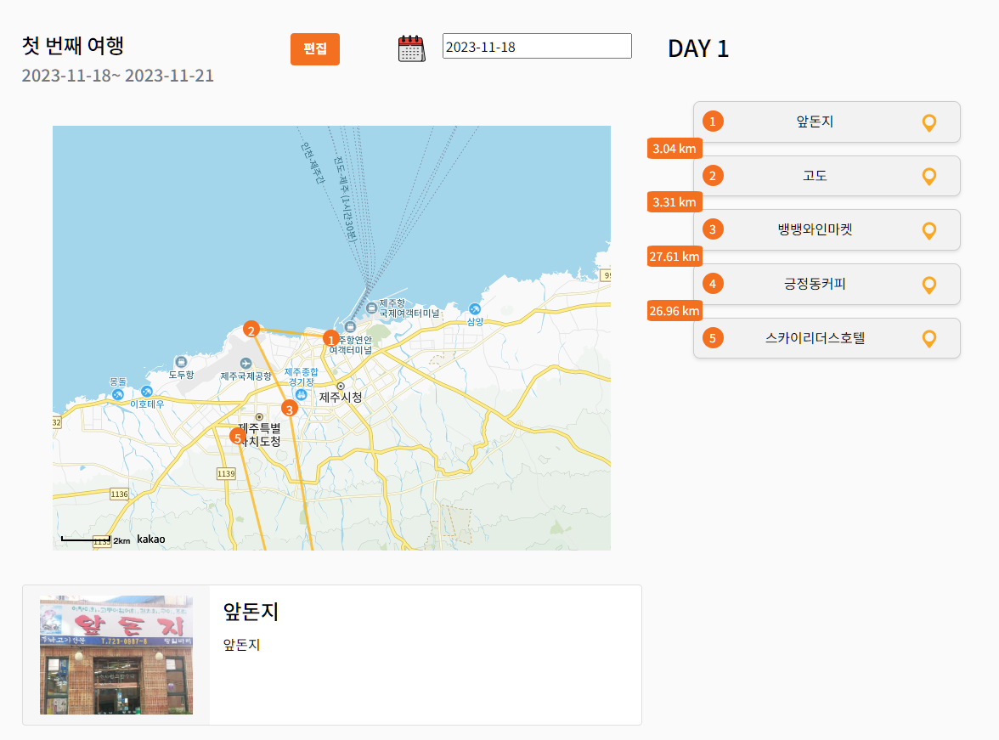 첫 번째 여행
편집
2023-11-18
DAY 1
2023-11-18~ 2023-11-21
1
앞돈지
3.04 km
2
고도
3.31 km
3
뱅뱅와인마켓
27.61 km
4
긍정동커피
26.96 km
5
스카이리더스호텔
인천-제주간
진도-제주 (1시간30분)
95
제주항
국제여객터미널
삼양
2
1
주항연안
여객터미널
도두항
제주국제공항
제주종합
경기장
제주시청
몽돌
이호테우
3
32
제주특별
자치도청
5
1139
1136
1135
2km
kakao
앞돈지
T.723-0987-8
앞돈지
앞돈지